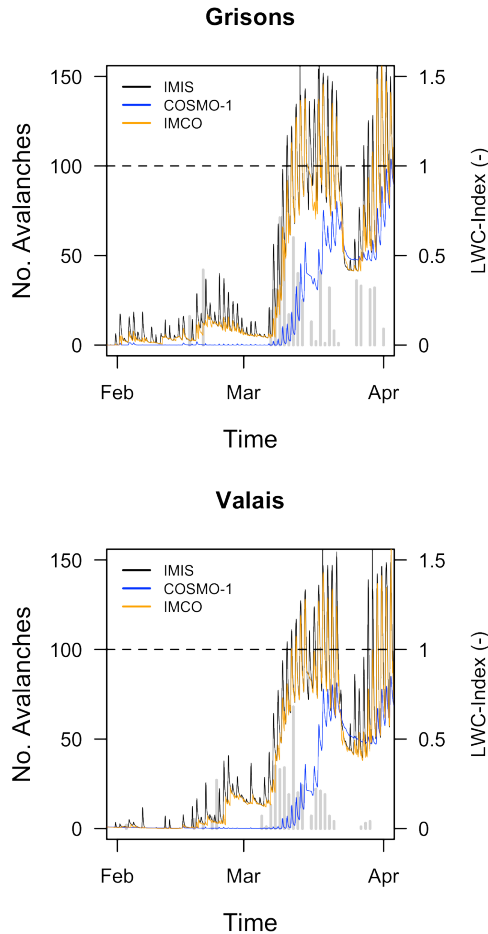 Grisons
150
100
50
0
No. Avalanches
IMIS
COSMO-1
IMCO
1.5
1
0.5
0
LWC-Index (-)
Feb Mar Apr
Time
Valais
150
100
50
0
No. Avalanches
IMIS
COSMO-1
IMCO
1.5
1
0.5
0
LWC-Index (-)
Feb Mar Apr
Time